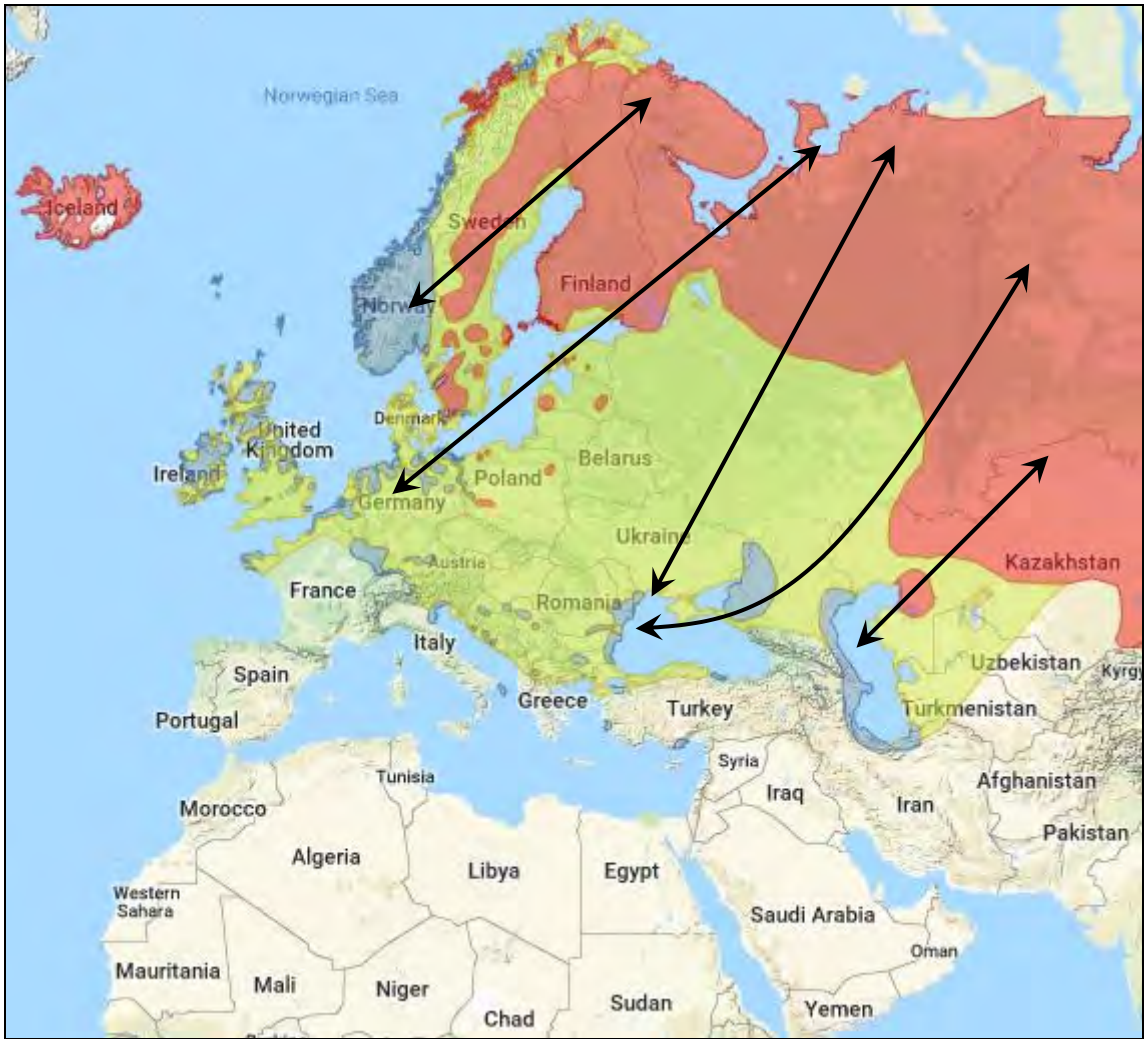 Norwegian Sea
Iceland
Sweden
Finland
Norway
Denmark
United
Kingdom
Ireland
Belarus
Poland
Germany
Ukraine
Austria
France
Romania
Kazakhstan
Italy
Spain
Uzbekistan
Kyrgy
Greece
Turkey
Turkmenistan
Portugal
Syria
Tunisia
Afghanistan
Morocco
Iraq
Iran
Pakistan
Algeria
Libya
Egypt
Western
Sahara
Saudi Arabia
Oman
Mauritania
Mali
Niger
Sudan
Yemen
Chad